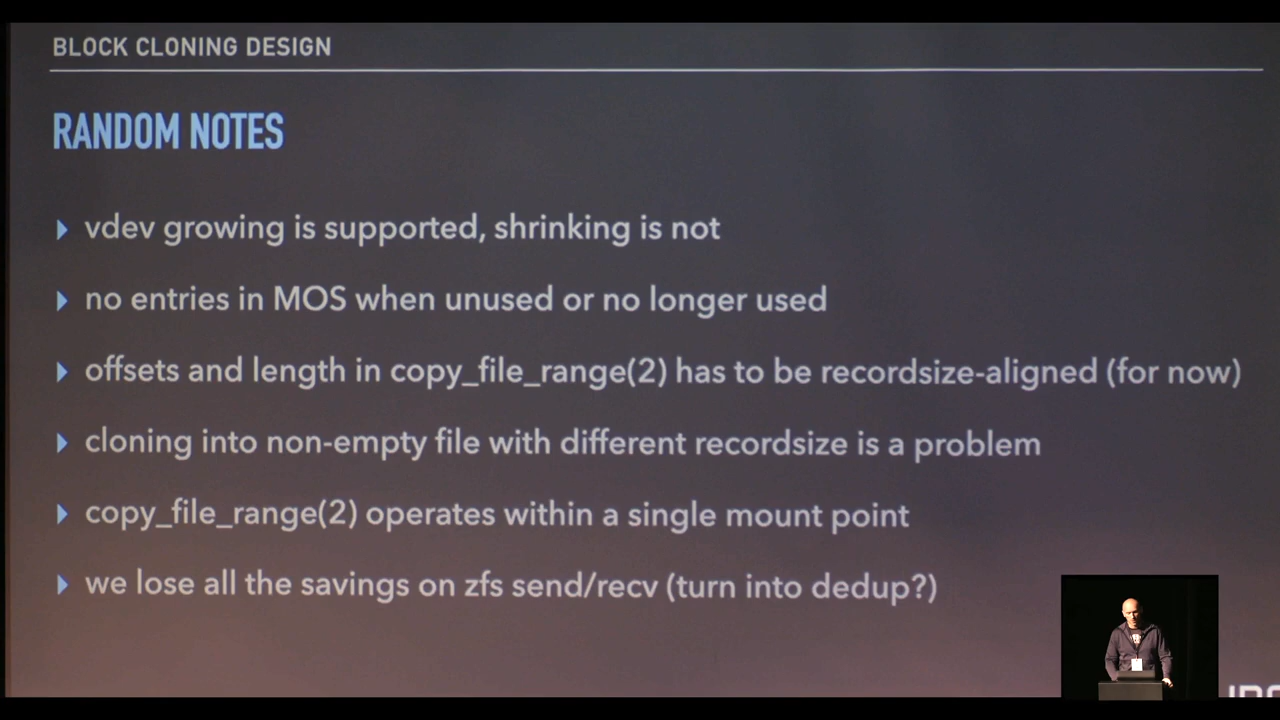 BLOCK CLONING DESIGN
RANDOM NOTES
vdev growing is supported, shrinking is not
no entries in MOS when unused or no longer used
offsets and length in copy_file_range(2) has to be recordsize-aligned (for now)
cloning into non-empty file with different recordsize is a problem
copy_file_range(2) operates within a single mount point
we lose all the savings on zfs send/recv (turn into dedup?)